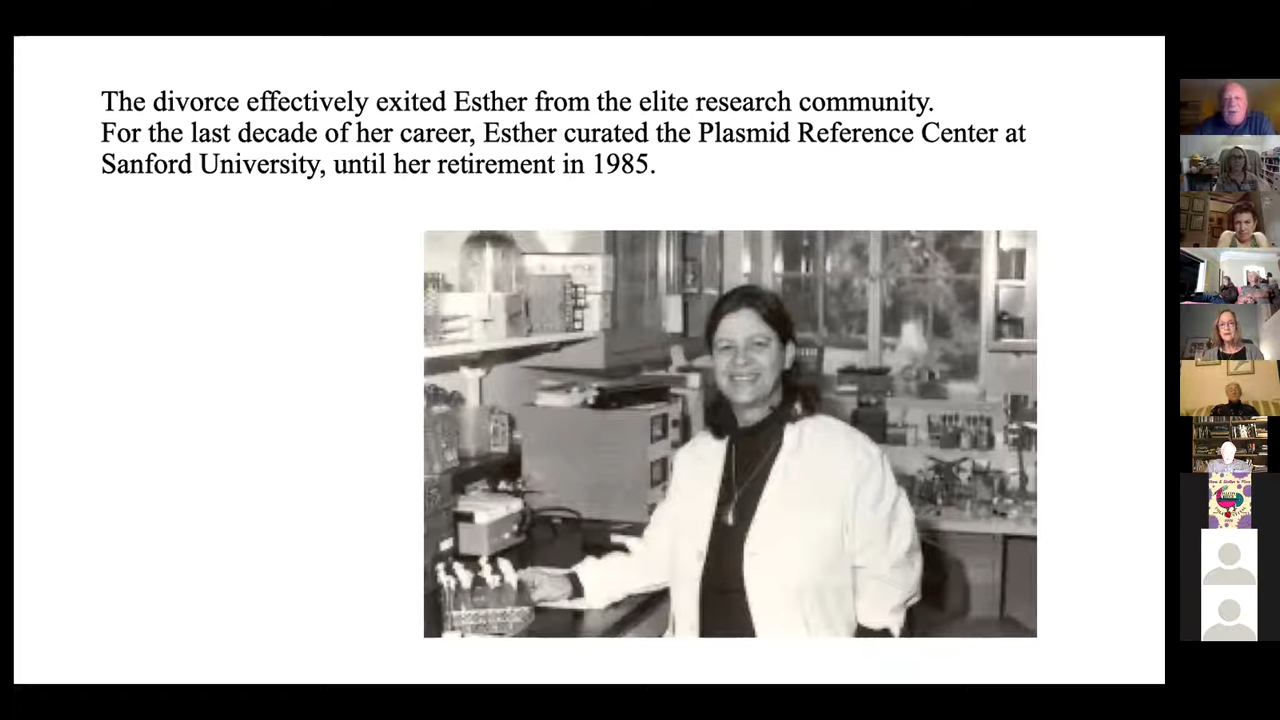 The divorce effectively exited Esther from the elite research community.
For the last decade of her career, Esther curated the Plasmid Reference Center at
Sanford University, until her retirement in 1985.